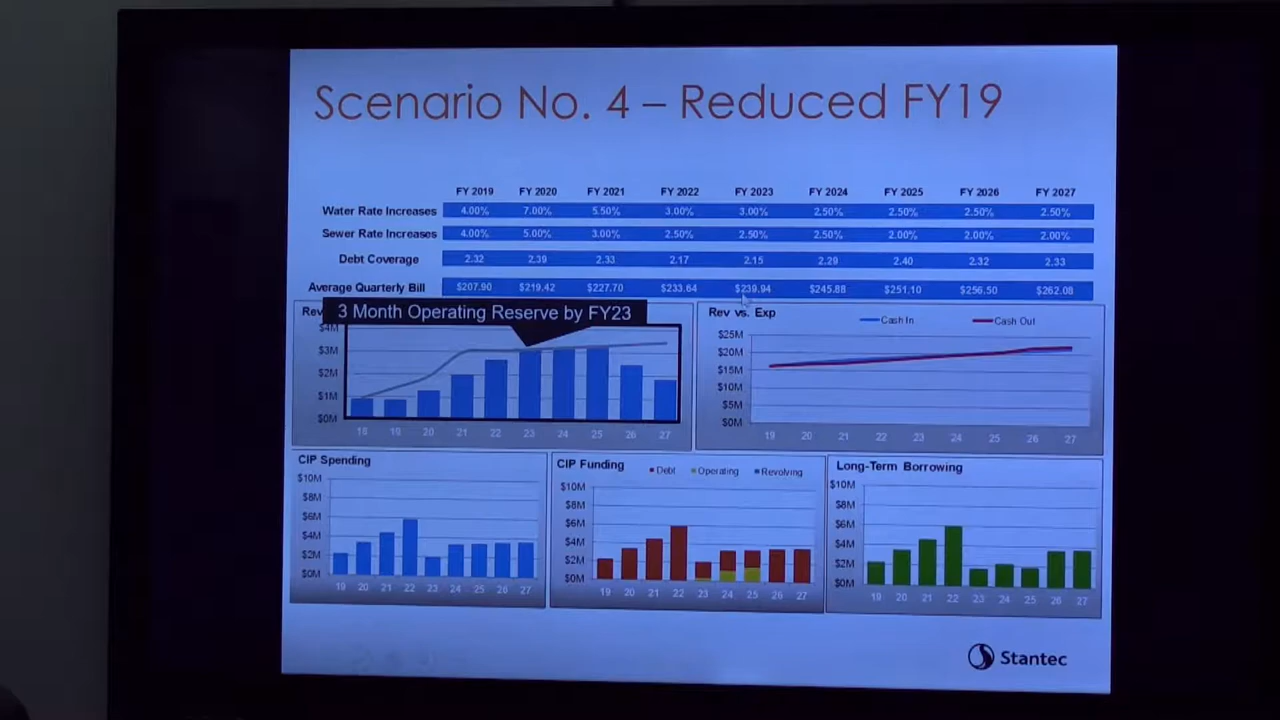 Scenario No. 4 – Reduced FY19
FY 2019 FY 2020 FY 2021 FY 2022 FY 2023 FY 2024 FY 2025 FY 2026 FY 2027
Water Rate Increases 4.00% 7.00% 5.50% 3.00% 3.00% 2.50% 2.50% 2.50% 2.50%
Sewer Rate Increases 4.00% 5.00% 3.00% 2.50% 2.50% 2.50% 2.00% 2.00% 2.00%
Debt Coverage 2.32 2.39 2.33 2.17 2.15 2.29 2.40 2.32 2.33
Average Quarterly Bill $207.90 $219.42 $227.70 $233.64 $239.94 $245.88 $251.10 $256.50 $262.08
Rev
3 Month Operating Reserve by FY23
$4M
$3M
$2M
$1M
$0M
18 19 20 21 22 23 24 25 26 27
Rev vs. Exp
Cash In Cash Out
$25M
$20M
$15M
$10M
$5M
$0M
19 20 21 22 23 24 25 26 27
CIP Spending
$10M
$8M
$6M
$4M
$2M
$0M
19 20 21 22 23 24 25 26 27
CIP Funding
Debt Operating Revolving
$10M
$8M
$6M
$4M
$2M
$0M
19 20 21 22 23 24 25 26 27
Long-Term Borrowing
$10M
$8M
$6M
$4M
$2M
$0M
19 20 21 22 23 24 25 26 27
Stantec